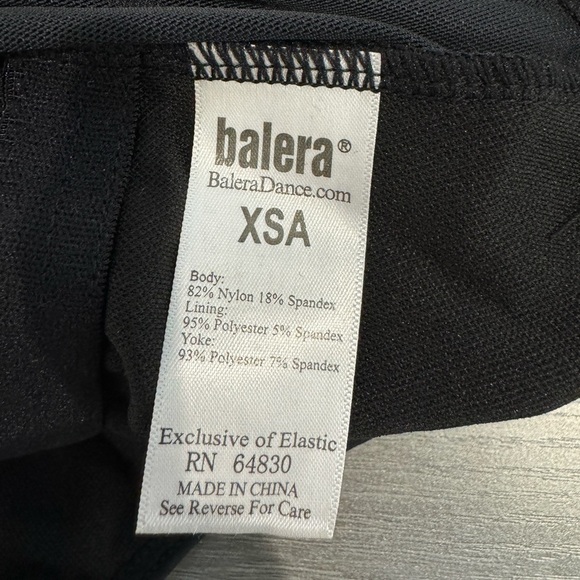 balera®
BaleraDance.com
XSA
Body:
82% Nylon 18% Spandex
Lining:
95% Polyester 5% Spandex
Yoke:
93% Polyester 7% Spandex
Exclusive of Elastic
RN 64830
MADE IN CHINA
See Reverse For Care